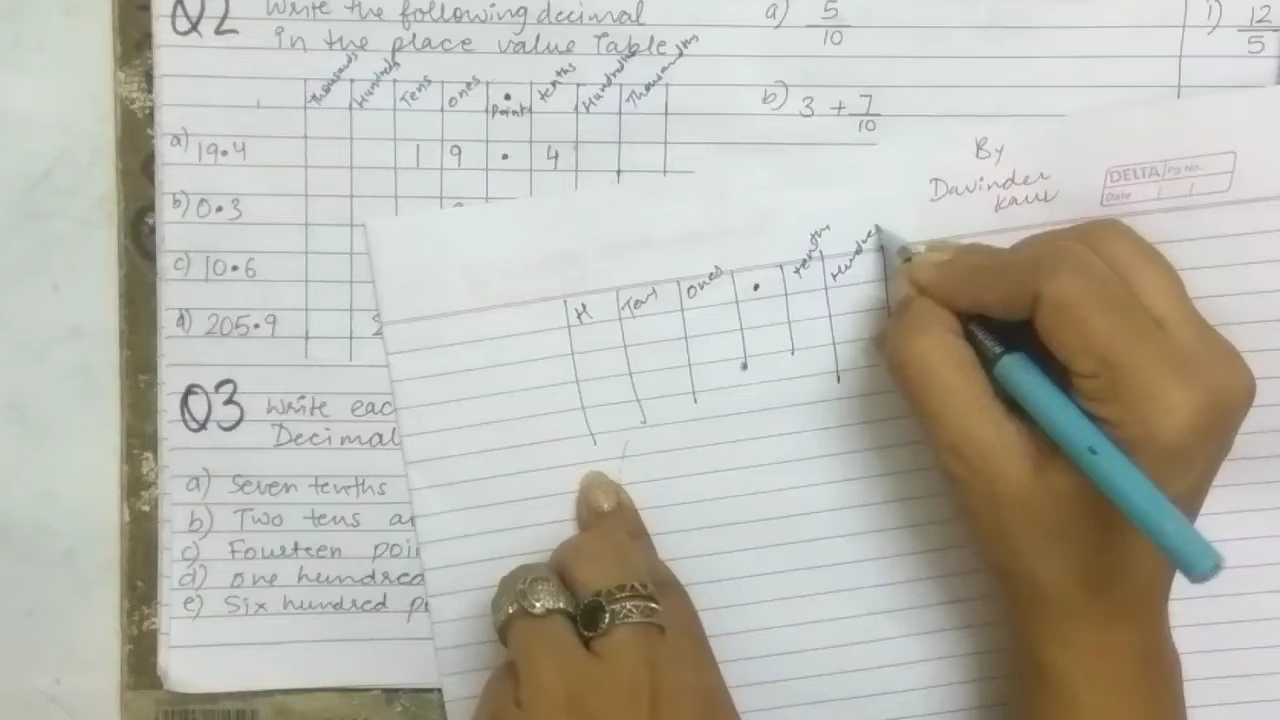 Q2 Write the following decimal
in the place value Table
Thousands Hundreds Tens Ones • Point tenths Hundredths Thousandths
a) 19.4 1 9 . 4
b) 0.3
c) 10.6
d) 205.9 2
Q3 Write eac
Decimal
a) Seven tenths
b) Two tens a
c) Fourteen poi
d) one hundred
e) Six hundred p
a) 5/10
b) 3 + 7/10
i) 12/5
By
Davinder
Kaur
DELTA Pg No.
Date / /
H Tens Ones • tenths Hundred